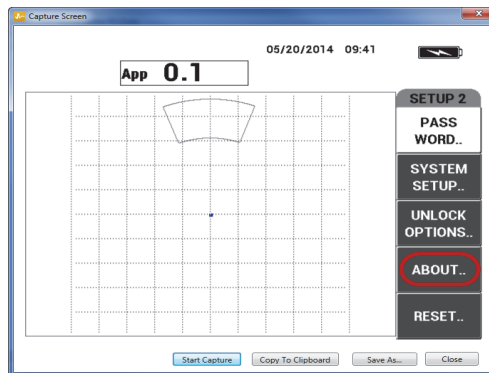 Capture Screen
05/20/2014 09:41
App 0.1
SETUP 2
PASS
WORD..
SYSTEM
SETUP..
UNLOCK
OPTIONS..
ABOUT..
RESET..
Start Capture Copy To Clipboard Save As... Close